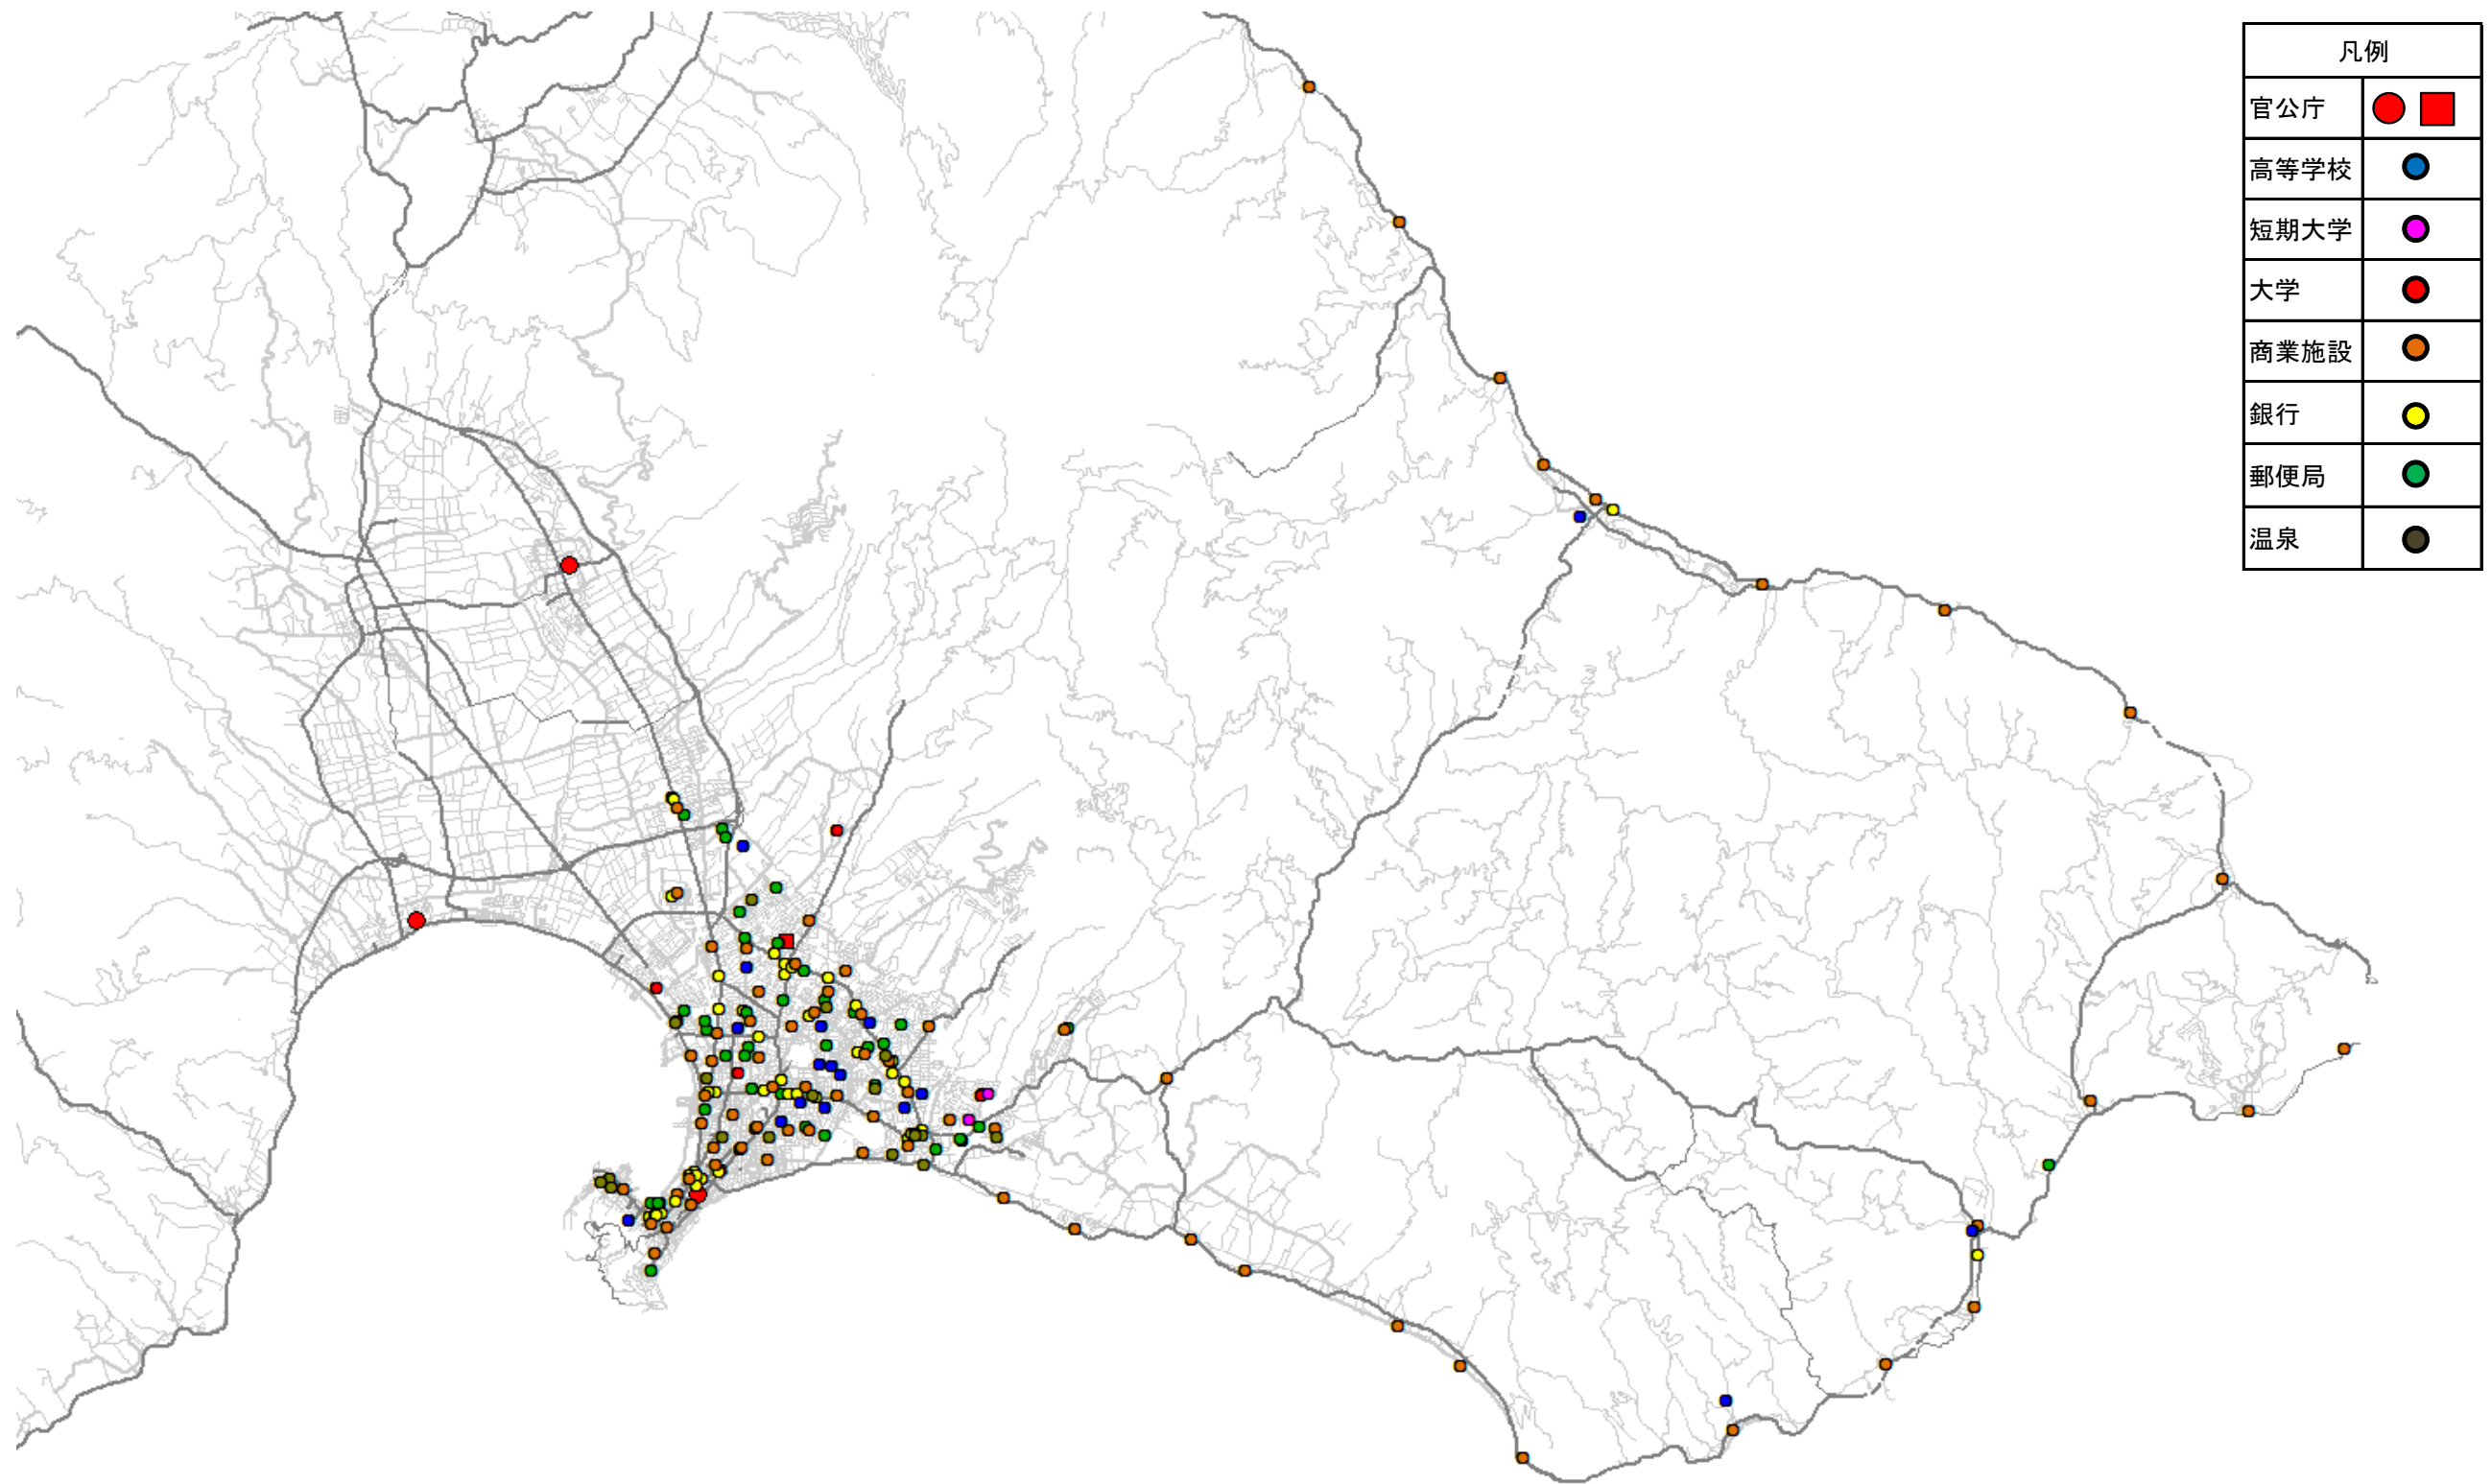 凡例
官公庁
高等学校
短期大学
大学
商業施設
銀行
郵便局
温泉